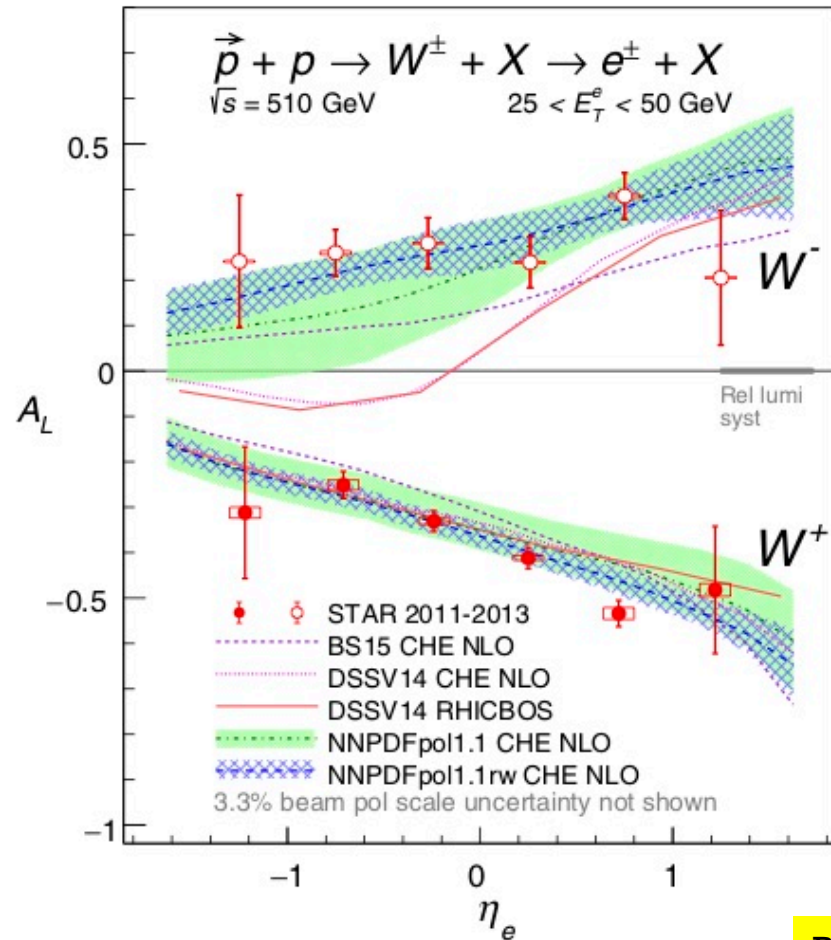 p⃗ + p → W± + X → e± + X
√s = 510 GeV 25 < E_T^e < 50 GeV
0.5
W⁻
0
Rel lumi
syst
A_L
W⁺
−0.5
STAR 2011-2013
BS15 CHE NLO
DSSV14 CHE NLO
DSSV14 RHICBOS
NNPDFpol1.1 CHE NLO
NNPDFpol1.1rw CHE NLO
3.3% beam pol scale uncertainty not shown
−1
−1 0 1
η_e